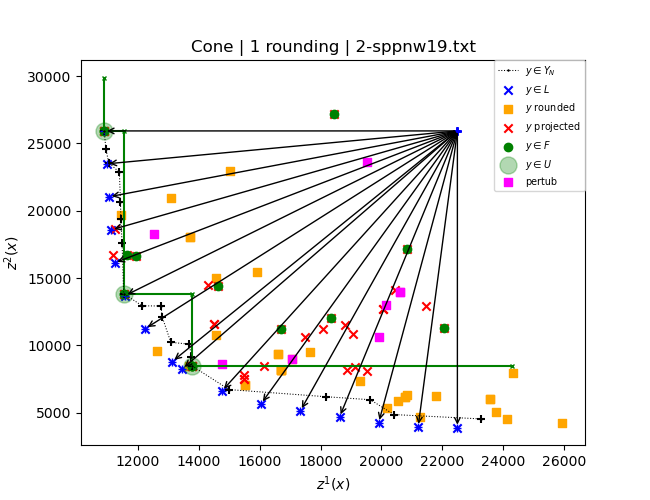 Cone | 1 rounding | 2-sppnw19.txt
30000
25000
20000
15000
10000
5000
z²(x)
y ∈ Y_N
y ∈ L
y rounded
y projected
y ∈ F
y ∈ U
pertub
12000 14000 16000 18000 20000 22000 24000 26000
z¹(x)